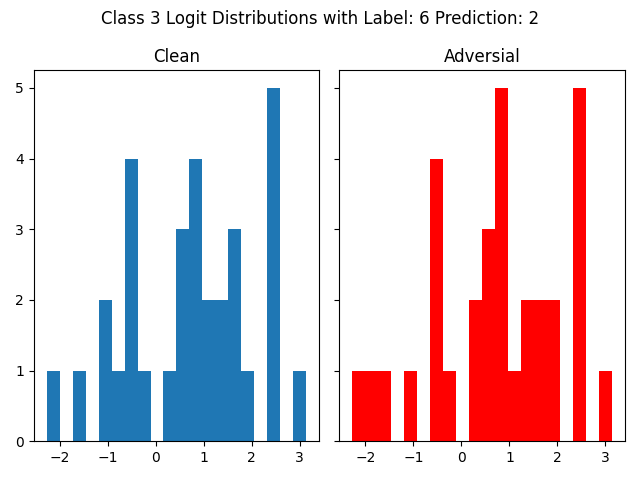 Class 3 Logit Distributions with Label: 6 Prediction: 2
Clean
Adversial
5
4
3
2
1
0
−2 −1 0 1 2 3
−2 −1 0 1 2 3